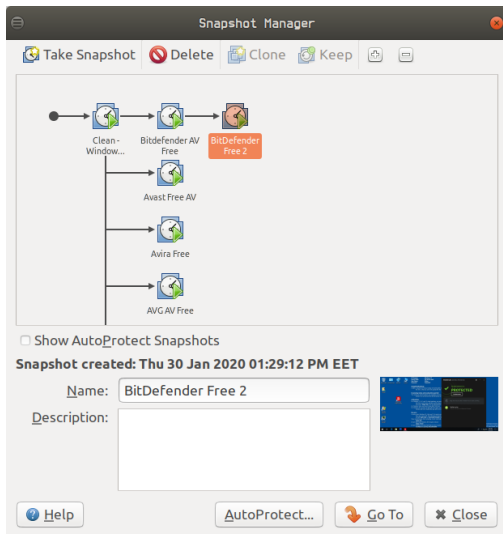 Snapshot Manager
Take Snapshot Delete Clone Keep
Clean-
Window...
Bitdefender AV
Free
BitDefender
Free 2
Avast Free AV
Avira Free
AVG AV Free
Show AutoProtect Snapshots
Snapshot created: Thu 30 Jan 2020 01:29:12 PM EET
Name: BitDefender Free 2
Description:
PROTECTED
Help AutoProtect... Go To Close